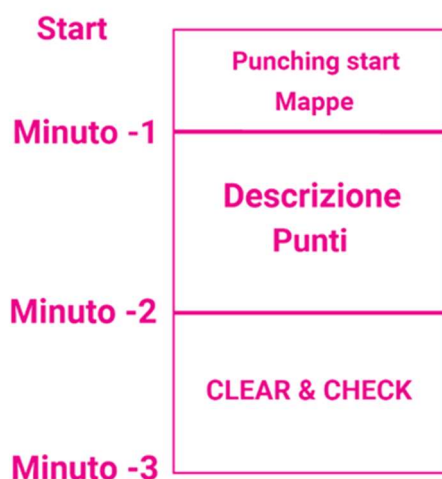 Start
Punching start
Mappe
Minuto -1
Descrizione
Punti
Minuto -2
CLEAR & CHECK
Minuto -3